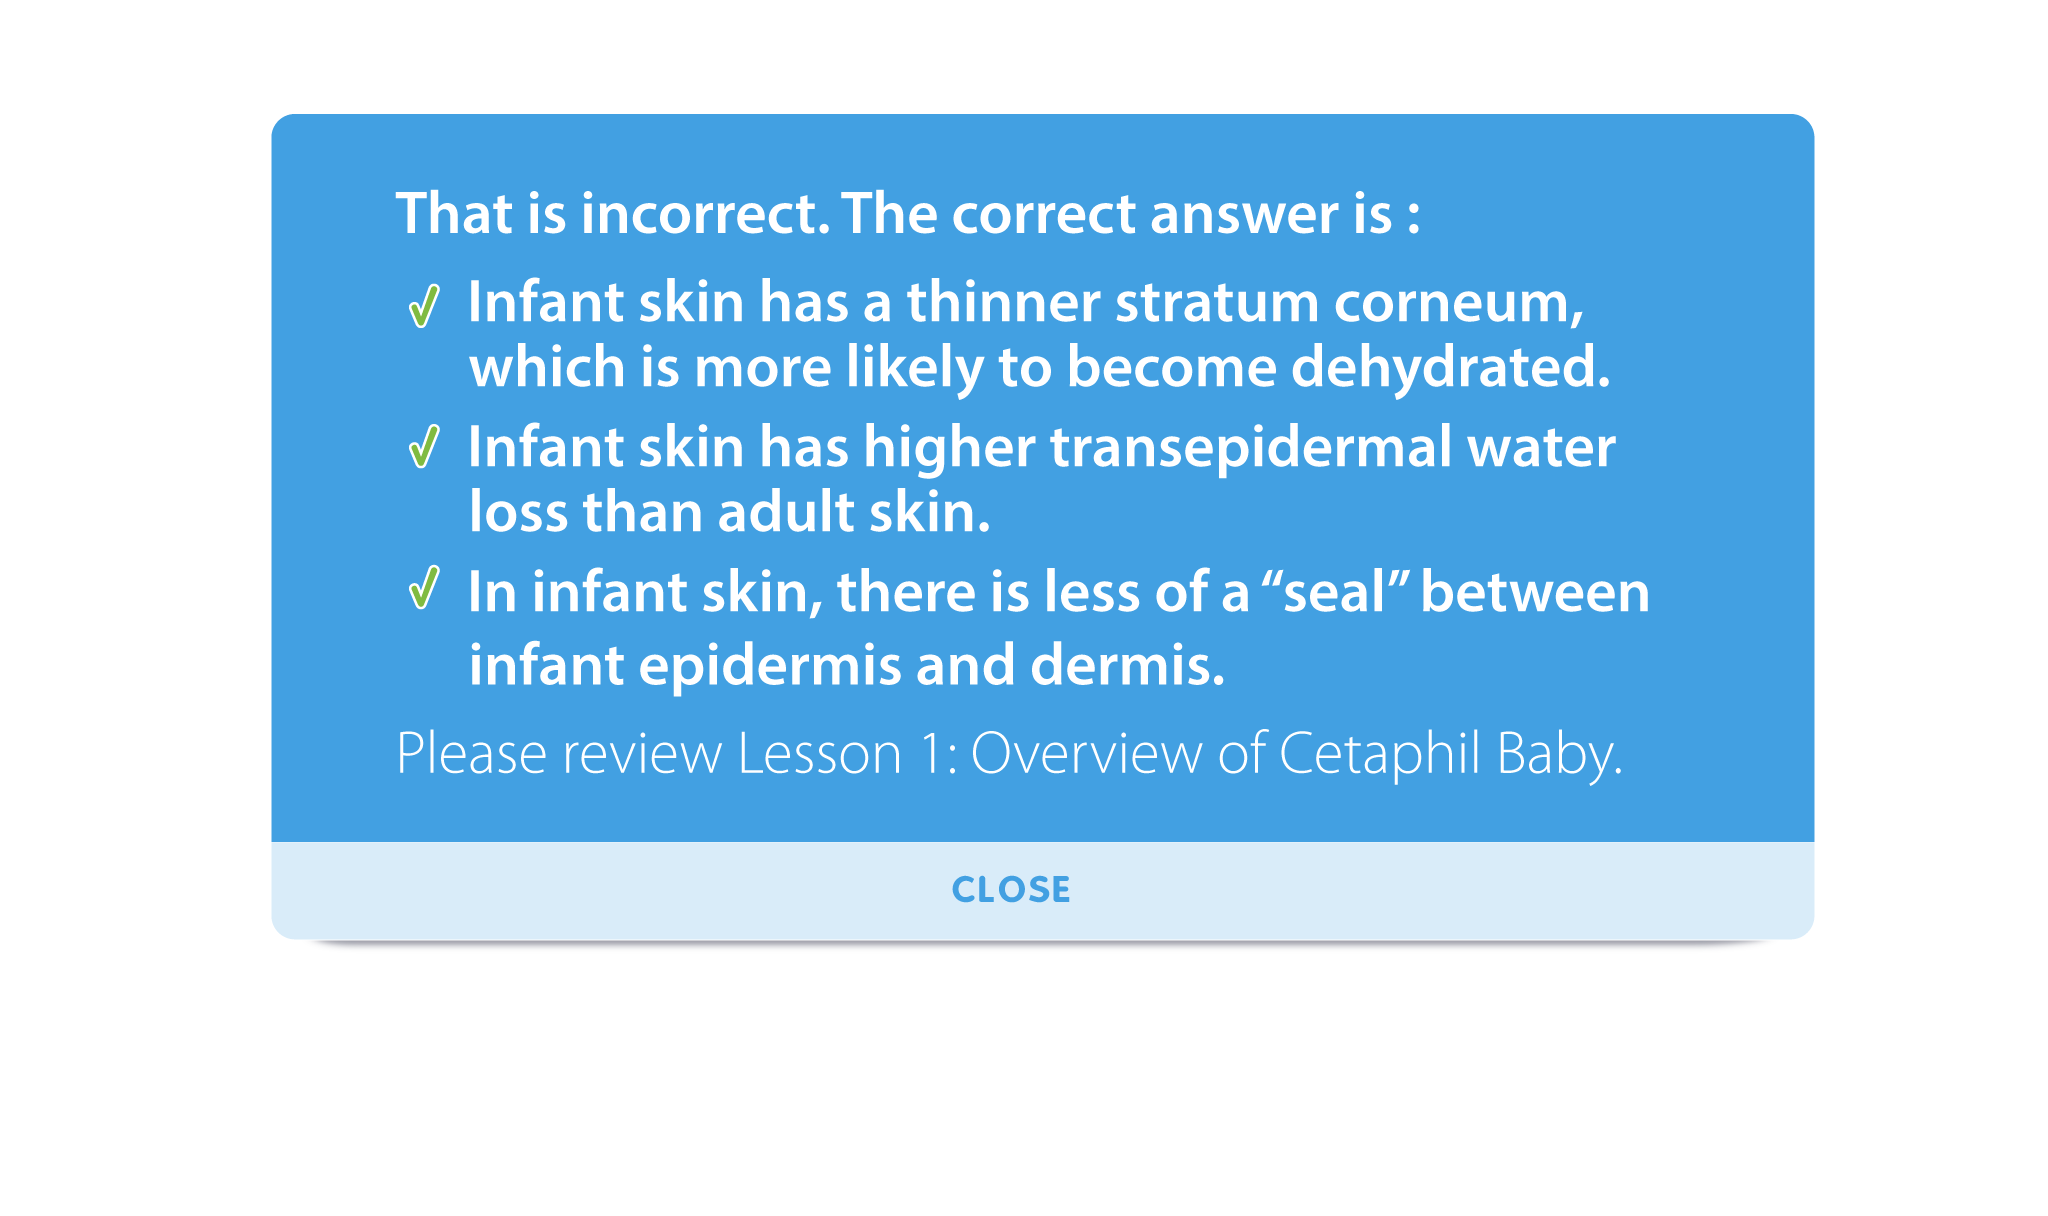 That is incorrect. The correct answer is :
Infant skin has a thinner stratum corneum,
which is more likely to become dehydrated.
Infant skin has higher transepidermal water
loss than adult skin.
In infant skin, there is less of a “seal” between
infant epidermis and dermis.
Please review Lesson 1: Overview of Cetaphil Baby.
CLOSE